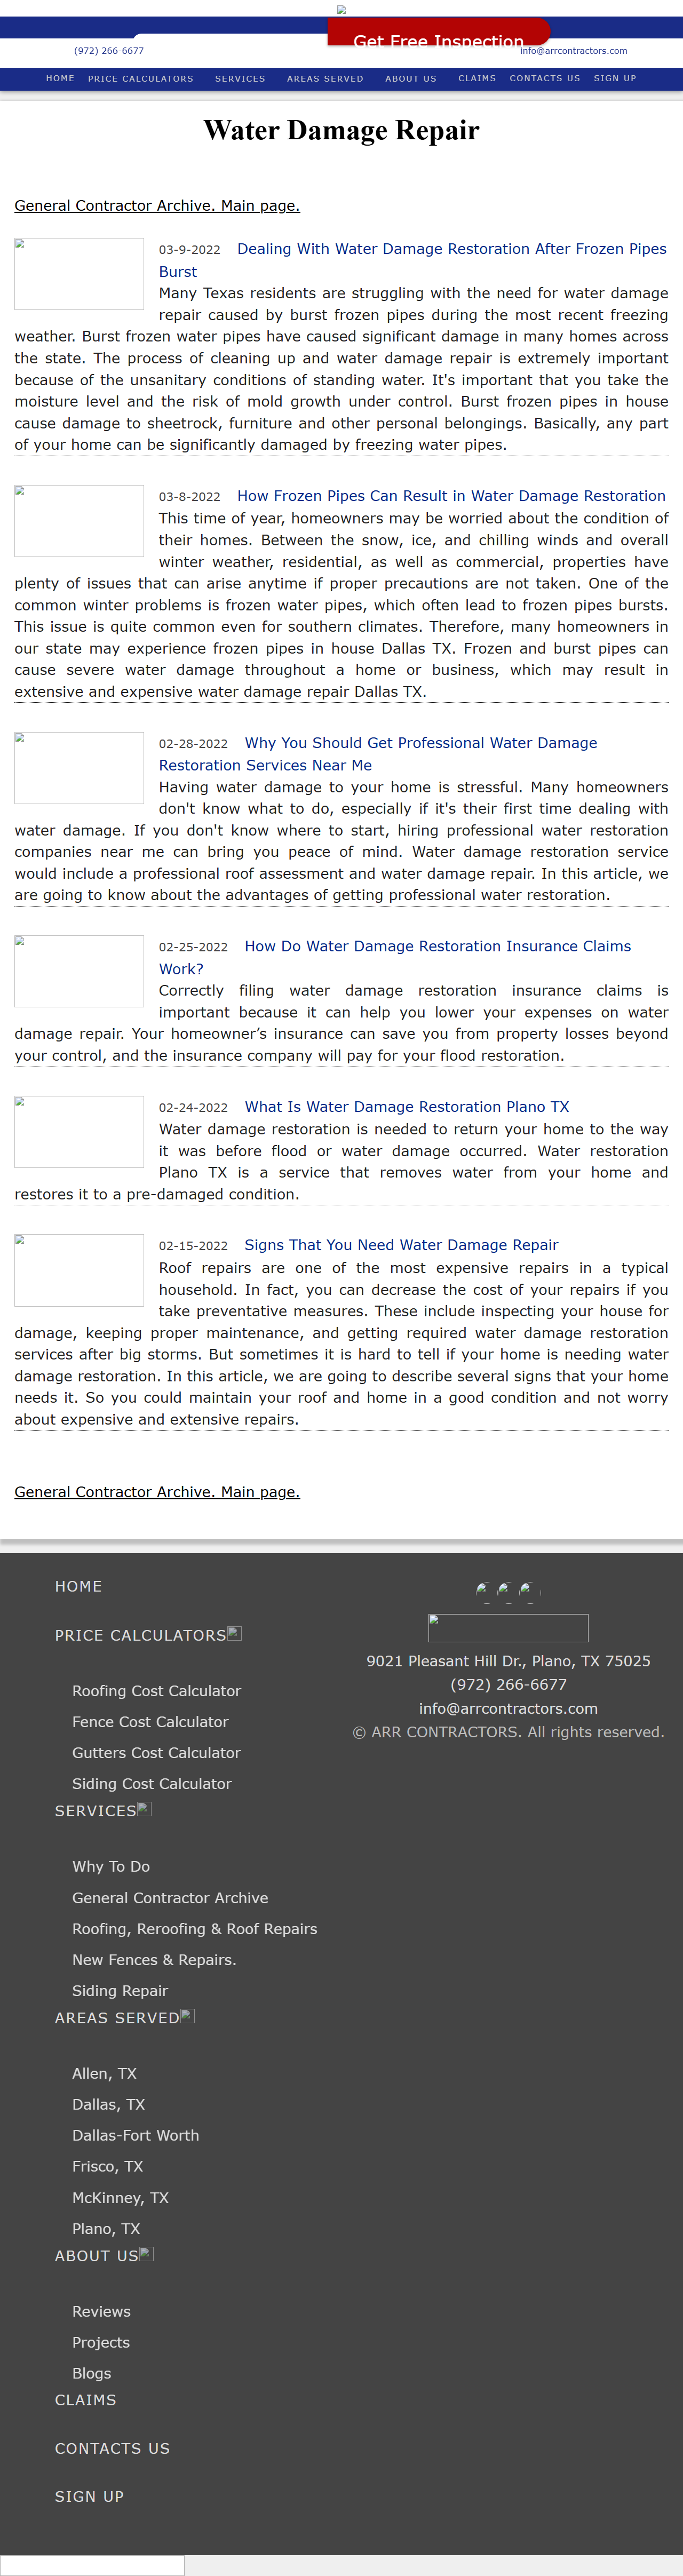 Get Free Inspection
(972) 266-6677
info@arrcontractors.com
HOME PRICE CALCULATORS SERVICES AREAS SERVED ABOUT US CLAIMS CONTACTS US SIGN UP
Water Damage Repair
General Contractor Archive. Main page.
03-9-2022 Dealing With Water Damage Restoration After Frozen Pipes
Burst
Many Texas residents are struggling with the need for water damage
repair caused by burst frozen pipes during the most recent freezing
weather. Burst frozen water pipes have caused significant damage in many homes across
the state. The process of cleaning up and water damage repair is extremely important
because of the unsanitary conditions of standing water. It's important that you take the
moisture level and the risk of mold growth under control. Burst frozen pipes in house
cause damage to sheetrock, furniture and other personal belongings. Basically, any part
of your home can be significantly damaged by freezing water pipes.
03-8-2022 How Frozen Pipes Can Result in Water Damage Restoration
This time of year, homeowners may be worried about the condition of
their homes. Between the snow, ice, and chilling winds and overall
winter weather, residential, as well as commercial, properties have
plenty of issues that can arise anytime if proper precautions are not taken. One of the
common winter problems is frozen water pipes, which often lead to frozen pipes bursts.
This issue is quite common even for southern climates. Therefore, many homeowners in
our state may experience frozen pipes in house Dallas TX. Frozen and burst pipes can
cause severe water damage throughout a home or business, which may result in
extensive and expensive water damage repair Dallas TX.
02-28-2022 Why You Should Get Professional Water Damage
Restoration Services Near Me
Having water damage to your home is stressful. Many homeowners
don't know what to do, especially if it's their first time dealing with
water damage. If you don't know where to start, hiring professional water restoration
companies near me can bring you peace of mind. Water damage restoration service
would include a professional roof assessment and water damage repair. In this article, we
are going to know about the advantages of getting professional water restoration.
02-25-2022 How Do Water Damage Restoration Insurance Claims
Work?
Correctly filing water damage restoration insurance claims is
important because it can help you lower your expenses on water
damage repair. Your homeowner’s insurance can save you from property losses beyond
your control, and the insurance company will pay for your flood restoration.
02-24-2022 What Is Water Damage Restoration Plano TX
Water damage restoration is needed to return your home to the way
it was before flood or water damage occurred. Water restoration
Plano TX is a service that removes water from your home and
restores it to a pre-damaged condition.
02-15-2022 Signs That You Need Water Damage Repair
Roof repairs are one of the most expensive repairs in a typical
household. In fact, you can decrease the cost of your repairs if you
take preventative measures. These include inspecting your house for
damage, keeping proper maintenance, and getting required water damage restoration
services after big storms. But sometimes it is hard to tell if your home is needing water
damage restoration. In this article, we are going to describe several signs that your home
needs it. So you could maintain your roof and home in a good condition and not worry
about expensive and extensive repairs.
General Contractor Archive. Main page.
HOME
PRICE CALCULATORS
Roofing Cost Calculator
Fence Cost Calculator
Gutters Cost Calculator
Siding Cost Calculator
SERVICES
Why To Do
General Contractor Archive
Roofing, Reroofing & Roof Repairs
New Fences & Repairs.
Siding Repair
AREAS SERVED
Allen, TX
Dallas, TX
Dallas-Fort Worth
Frisco, TX
McKinney, TX
Plano, TX
ABOUT US
Reviews
Projects
Blogs
CLAIMS
CONTACTS US
SIGN UP
9021 Pleasant Hill Dr., Plano, TX 75025
(972) 266-6677
info@arrcontractors.com
© ARR CONTRACTORS. All rights reserved.